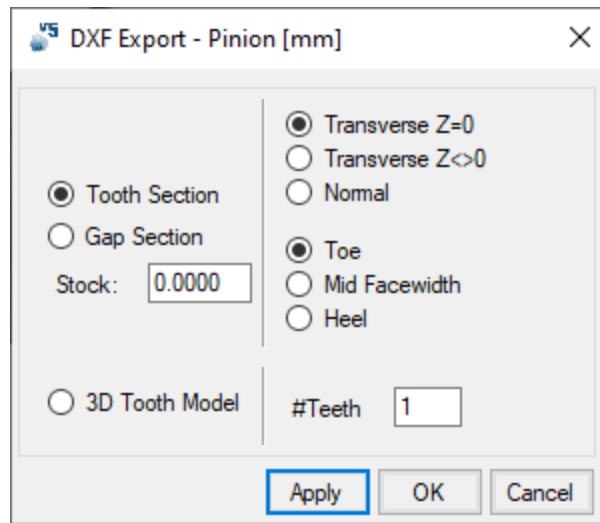 VS
DXF Export - Pinion [mm]
Transverse Z=0
Transverse Z<>0
Normal
Tooth Section
Gap Section
Stock: 0.0000
Toe
Mid Facewidth
Heel
3D Tooth Model
#Teeth 1
Apply OK Cancel